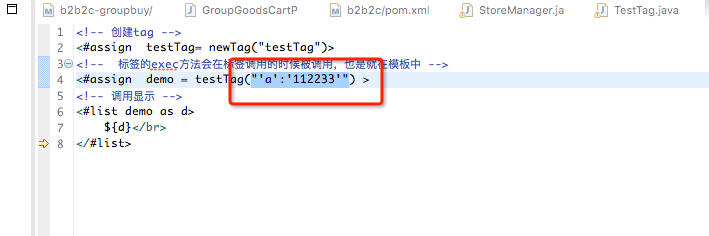 b2b2c-groupbuy/ GroupGoodsCartP b2b2c/pom.xml StoreManager.ja TestTag.java
1 <!-- 创建tag -->
2 <#assign testTag= newTag("testTag")>
3 <!-- 标签的exec方法会在标签调用的时候被调用，也是就在模板中 -->
4 <#assign demo = testTag("'a':'112233'") >
5 <!-- 调用显示 -->
6 <#list demo as d>
7 ${d}</br>
8 </#list>